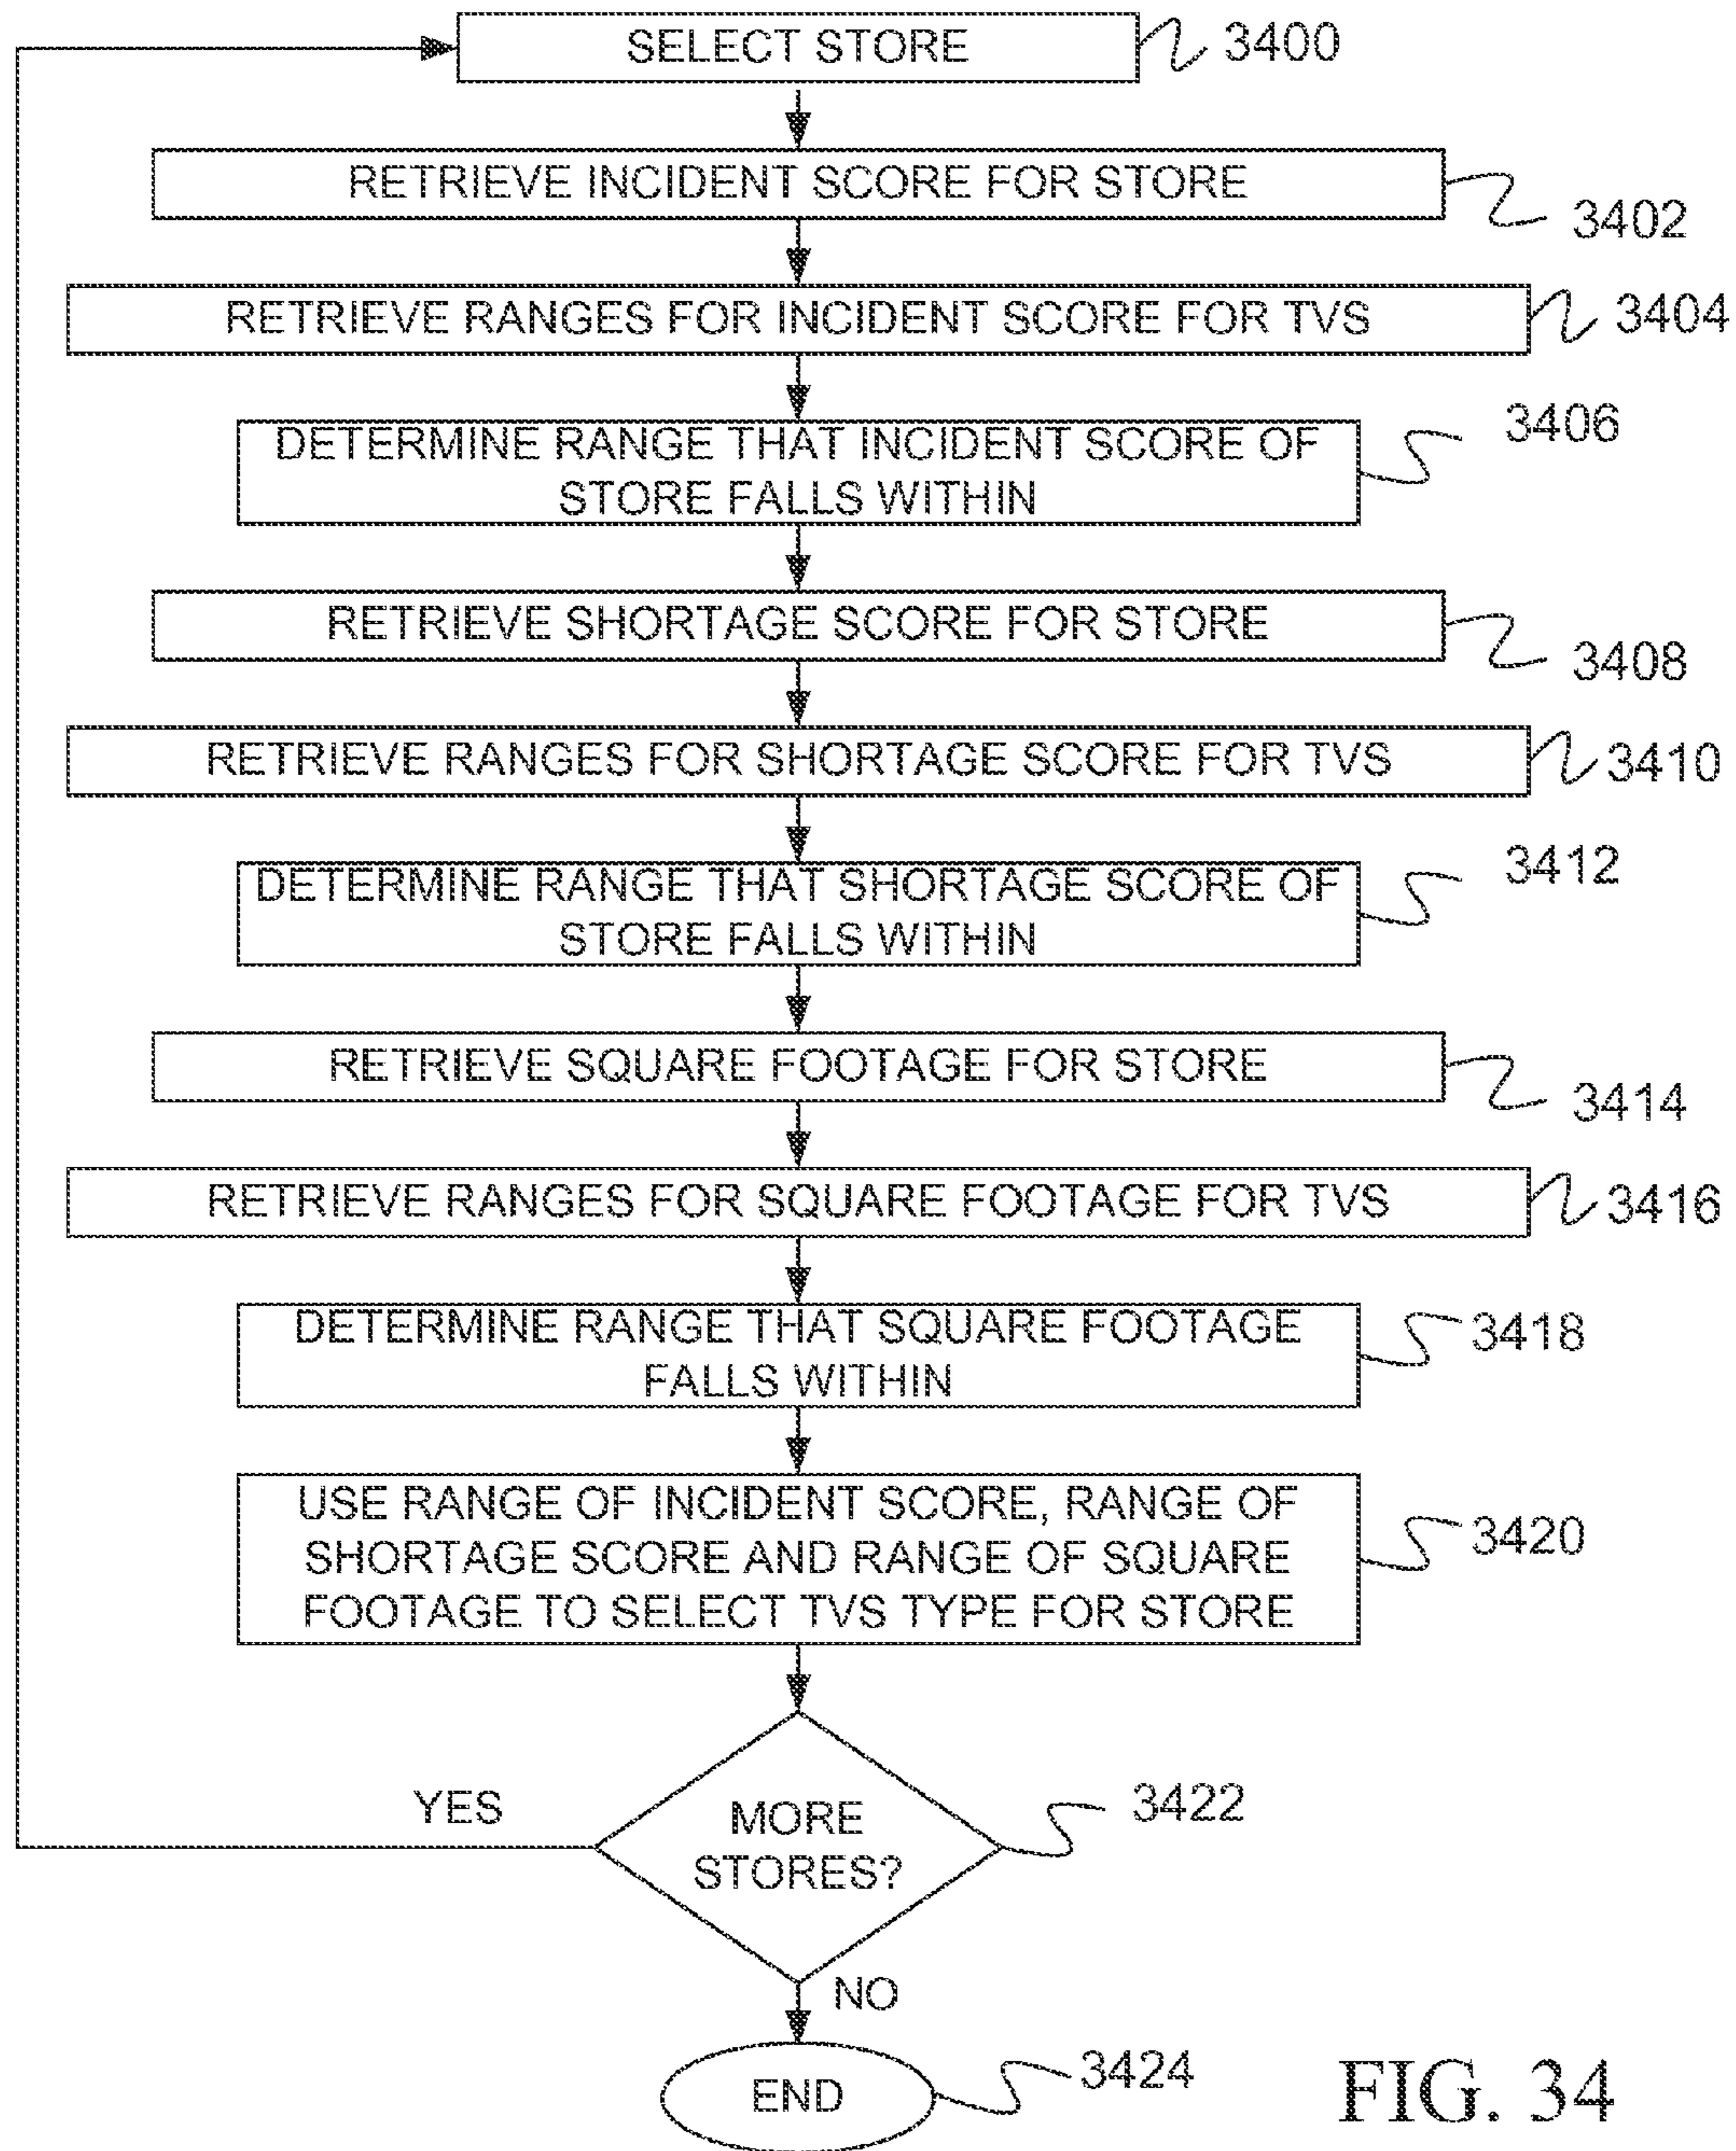 SELECT STORE
3400
RETRIEVE INCIDENT SCORE FOR STORE
3402
RETRIEVE RANGES FOR INCIDENT SCORE FOR TVS
3404
DETERMINE RANGE THAT INCIDENT SCORE OF
STORE FALLS WITHIN
3406
RETRIEVE SHORTAGE SCORE FOR STORE
3408
RETRIEVE RANGES FOR SHORTAGE SCORE FOR TVS
3410
DETERMINE RANGE THAT SHORTAGE SCORE OF
STORE FALLS WITHIN
3412
RETRIEVE SQUARE FOOTAGE FOR STORE
3414
RETRIEVE RANGES FOR SQUARE FOOTAGE FOR TVS
3416
DETERMINE RANGE THAT SQUARE FOOTAGE
FALLS WITHIN
3418
USE RANGE OF INCIDENT SCORE, RANGE OF
SHORTAGE SCORE AND RANGE OF SQUARE
FOOTAGE TO SELECT TVS TYPE FOR STORE
3420
YES
MORE
STORES?
3422
NO
END
3424
FIG. 34